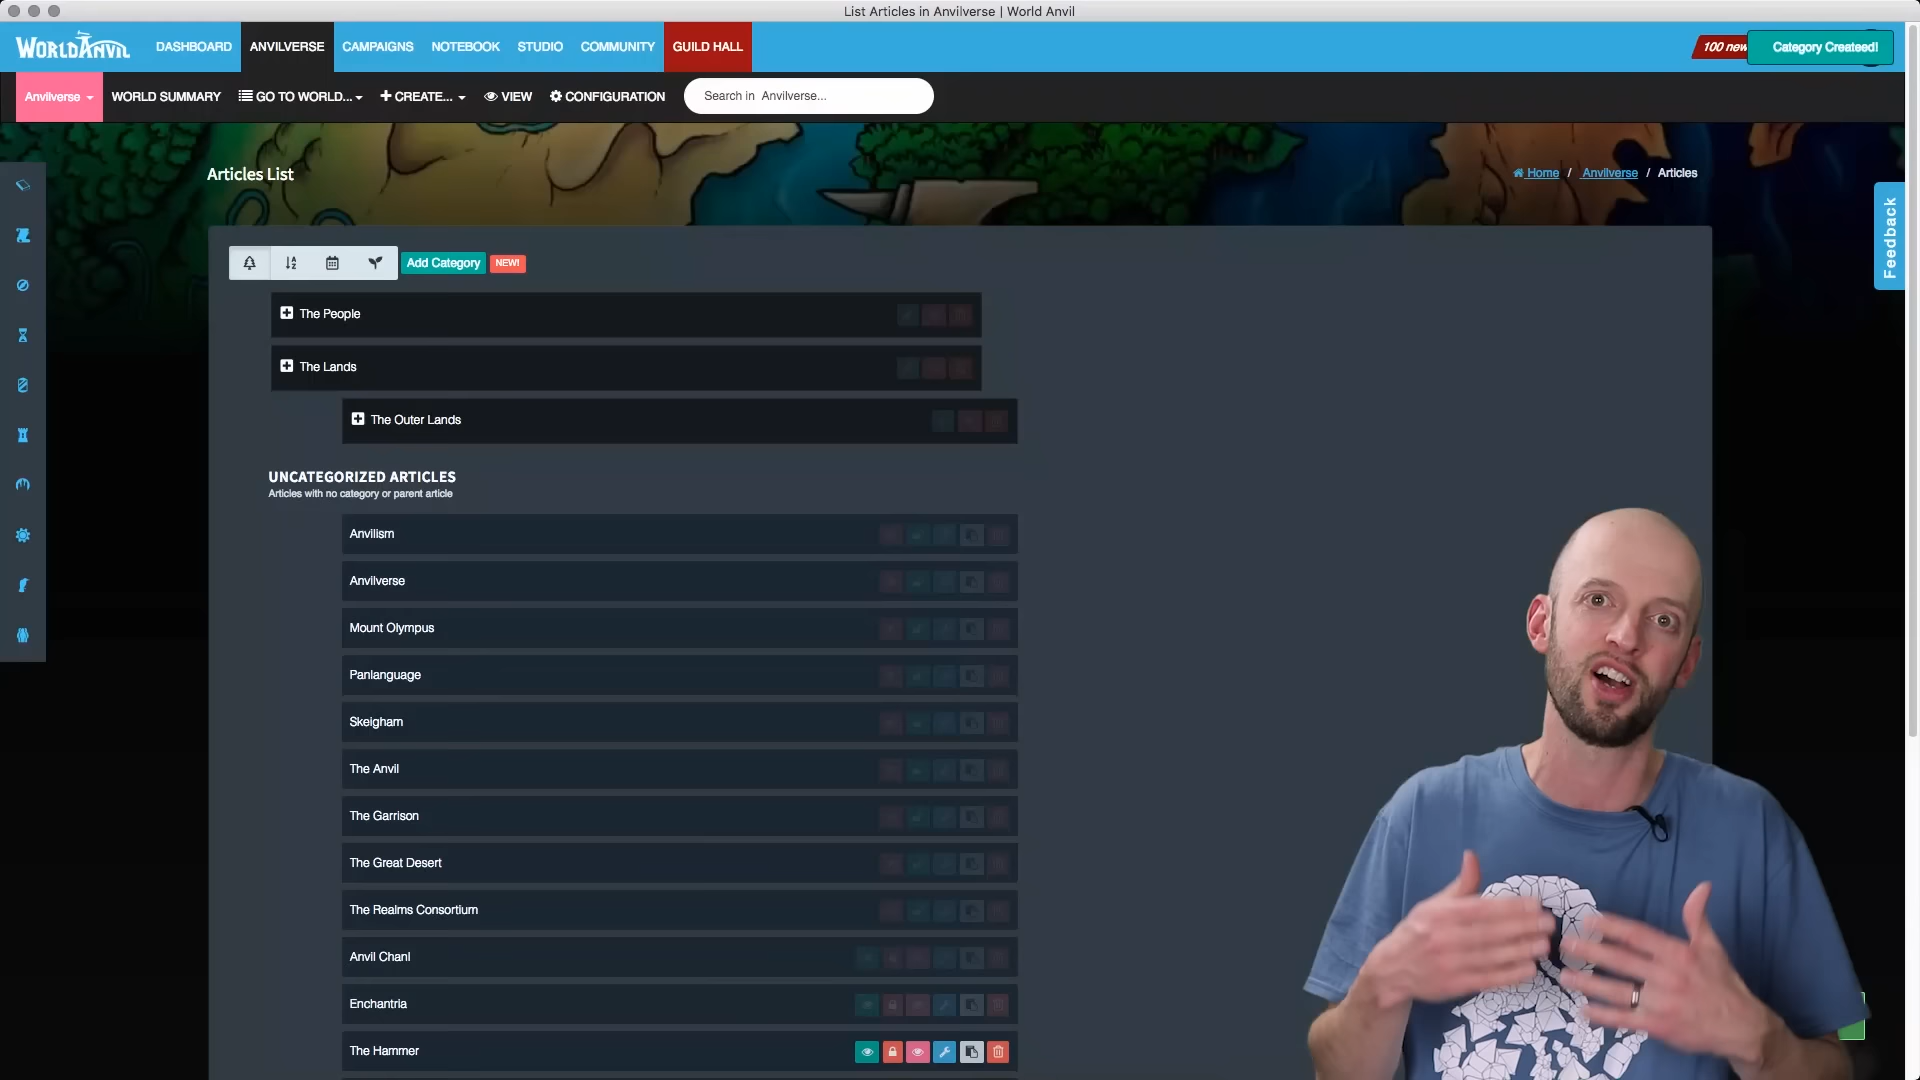 List Articles in Anvilverse | World Anvil
WORLDANVIL DASHBOARD ANVILVERSE CAMPAIGNS NOTEBOOK STUDIO COMMUNITY GUILD HALL 100 new Category Createed!
Anvilverse WORLD SUMMARY GO TO WORLD... CREATE... VIEW CONFIGURATION Search in Anvilverse...
Articles List Home / Anvilverse / Articles
Feedback
Add Category NEW!
The People
The Lands
The Outer Lands
UNCATEGORIZED ARTICLES
Articles with no category or parent article
Anvilism
Anvilverse
Mount Olympus
Panlanguage
Skeigham
The Anvil
The Garrison
The Great Desert
The Realms Consortium
Anvil Chani
Enchantria
The Hammer